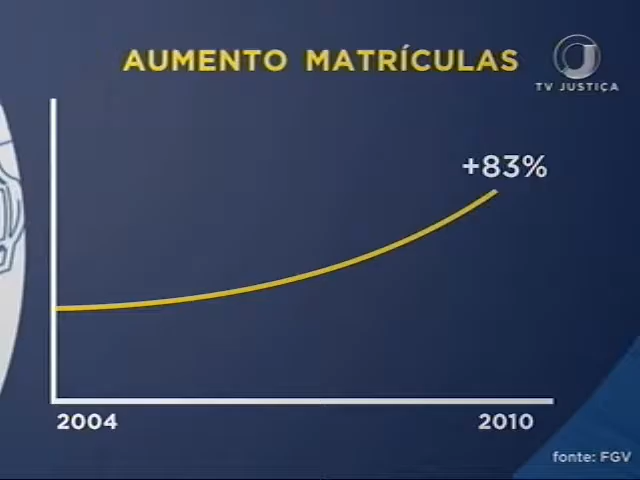 AUMENTO MATRÍCULAS
TV JUSTIÇA
+83%
2004
2010
fonte: FGV